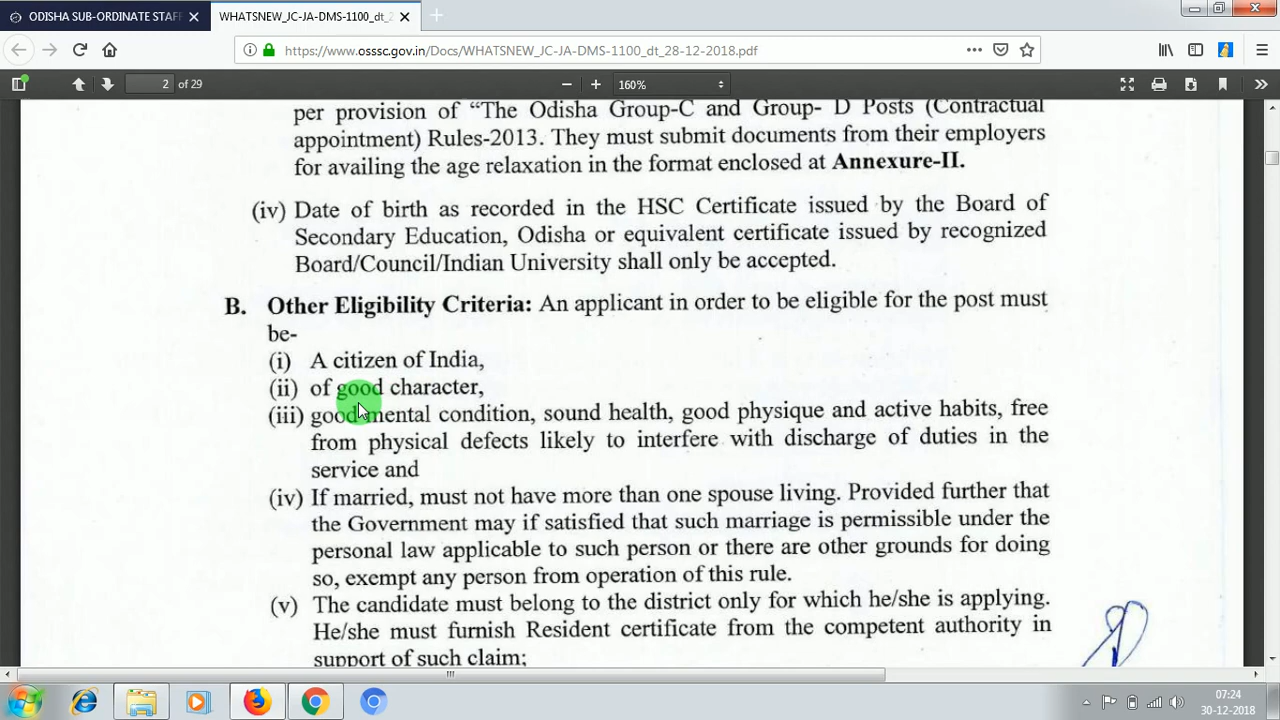 ODISHA SUB-ORDINATE STAFF
WHATSNEW_JC-JA-DMS-1100_dt_2
https://www.osssc.gov.in/Docs/WHATSNEW_JC-JA-DMS-1100_dt_28-12-2018.pdf
2 of 29
160%
per provision of “The Odisha Group-C and Group- D Posts (Contractual
appointment) Rules-2013. They must submit documents from their employers
for availing the age relaxation in the format enclosed at Annexure-II.
(iv) Date of birth as recorded in the HSC Certificate issued by the Board of
Secondary Education, Odisha or equivalent certificate issued by recognized
Board/Council/Indian University shall only be accepted.
B. Other Eligibility Criteria: An applicant in order to be eligible for the post must
be-
(i) A citizen of India,
(ii) of good character,
(iii) good mental condition, sound health, good physique and active habits, free
from physical defects likely to interfere with discharge of duties in the
service and
(iv) If married, must not have more than one spouse living. Provided further that
the Government may if satisfied that such marriage is permissible under the
personal law applicable to such person or there are other grounds for doing
so, exempt any person from operation of this rule.
(v) The candidate must belong to the district only for which he/she is applying.
He/she must furnish Resident certificate from the competent authority in
support of such claim;
07:24
30-12-2018